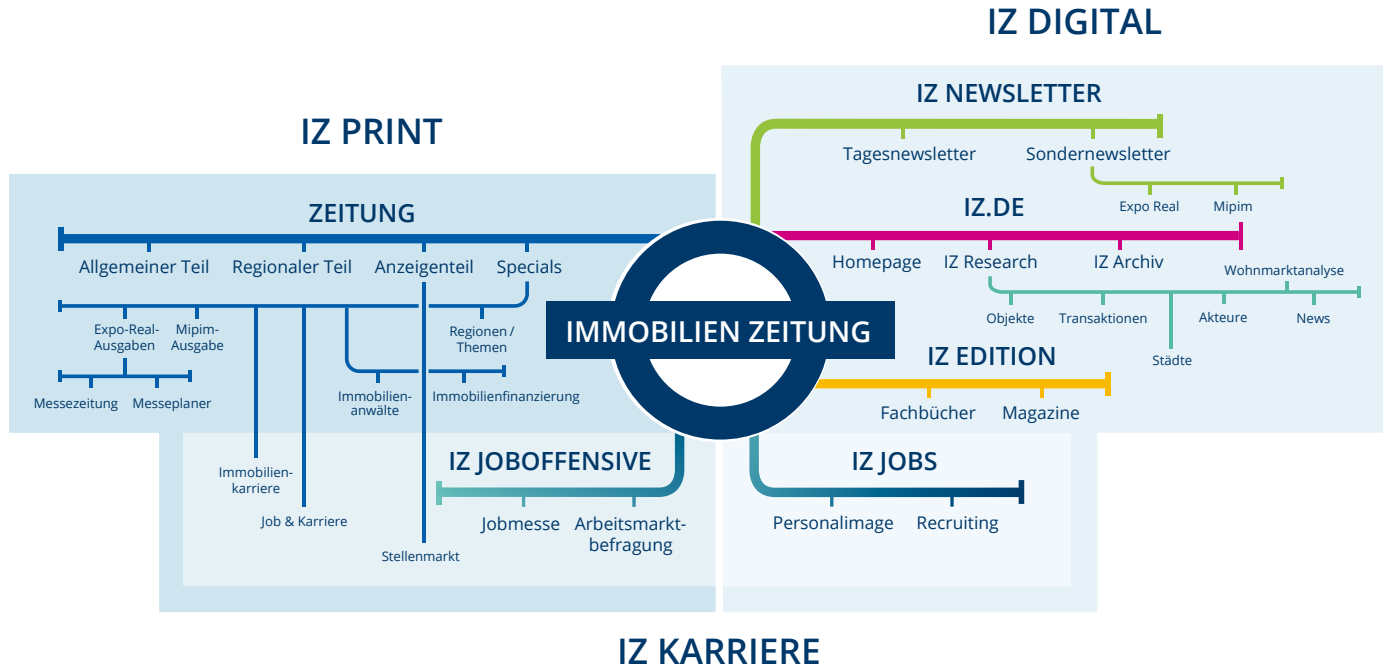 IZ DIGITAL
IZ NEWSLETTER
Tagesnewsletter
Sondernewsletter
Expo Real
Mipim
IZ.DE
Homepage
IZ Research
IZ Archiv
Wohnmarktanalyse
Objekte
Transaktionen
Akteure
News
Städte
IZ EDITION
Fachbücher
Magazine
IZ PRINT
ZEITUNG
Allgemeiner Teil
Regionaler Teil
Anzeigenteil
Specials
Expo-Real-
Ausgaben
Mipim-
Ausgabe
Regionen /
Themen
Messezeitung
Messeplaner
Immobilien-
anwälte
Immobilienfinanzierung
IMMOBILIEN ZEITUNG
Immobilien-
karriere
Job & Karriere
Stellenmarkt
IZ JOBOFFENSIVE
Jobmesse
Arbeitsmarkt-
befragung
IZ JOBS
Personalimage
Recruiting
IZ KARRIERE